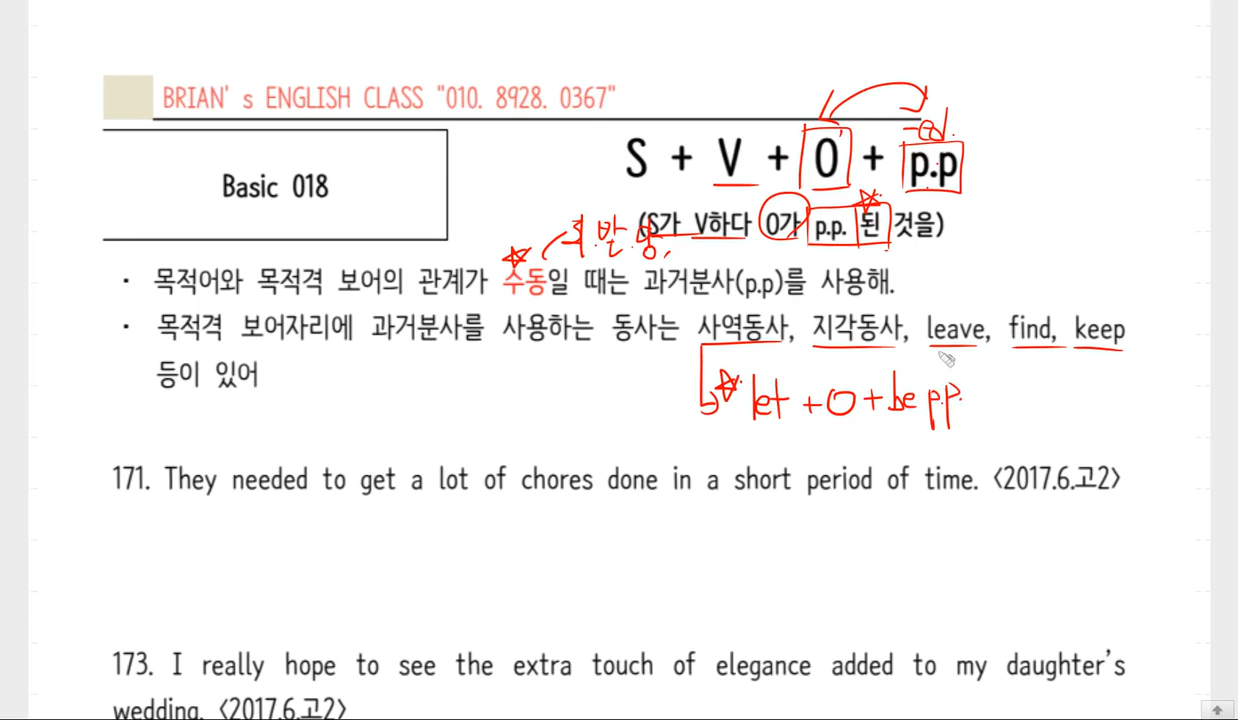 BRIAN' s ENGLISH CLASS "010. 8928. 0367"
-ed.
Basic 018
S + V + O + p.p
(S가 V하다 O가 p.p. 된 것을)
· 목적어와 목적격 보어의 관계가 수동일 때는 과거분사(p.p)를 사용해.
· 목적격 보어자리에 과거분사를 사용하는 동사는 사역동사, 지각동사, leave, find, keep
등이 있어
let + O + be p.p.
171. They needed to get a lot of chores done in a short period of time. <2017.6.고2>
173. I really hope to see the extra touch of elegance added to my daughter's
wedding. <2017.6.고2>